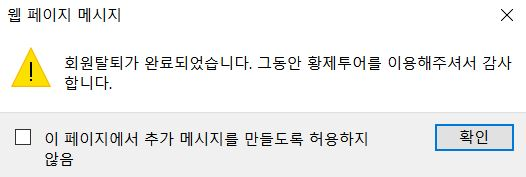 웹 페이지 메시지
회원탈퇴가 완료되었습니다. 그동안 황제투어를 이용해주셔서 감사
합니다.
이 페이지에서 추가 메시지를 만들도록 허용하지
않음
확인